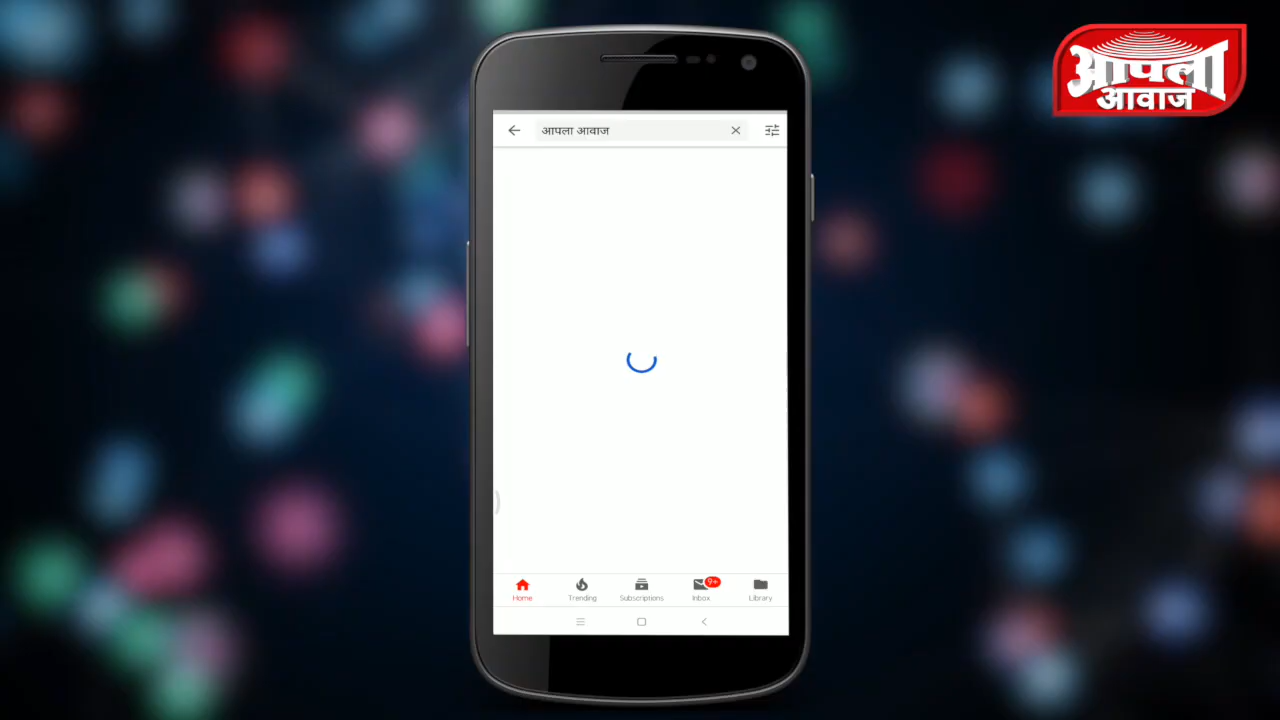 आपला
आवाज
आपला आवाज
Home
Trending
Subscriptions
9+
Inbox
Library